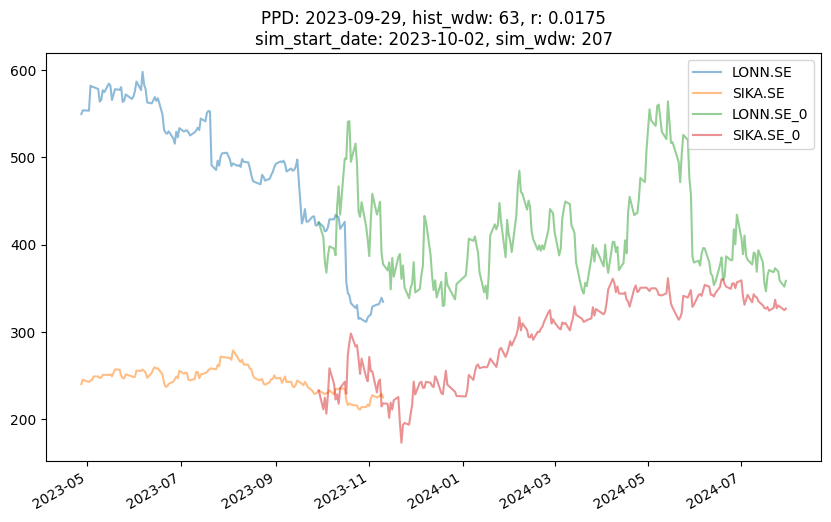 PPD: 2023-09-29, hist_wdw: 63, r: 0.0175
sim_start_date: 2023-10-02, sim_wdw: 207
LONN.SE
SIKA.SE
LONN.SE_0
SIKA.SE_0
600
500
400
300
200
2023-05
2023-07
2023-09
2023-11
2024-01
2024-03
2024-05
2024-07